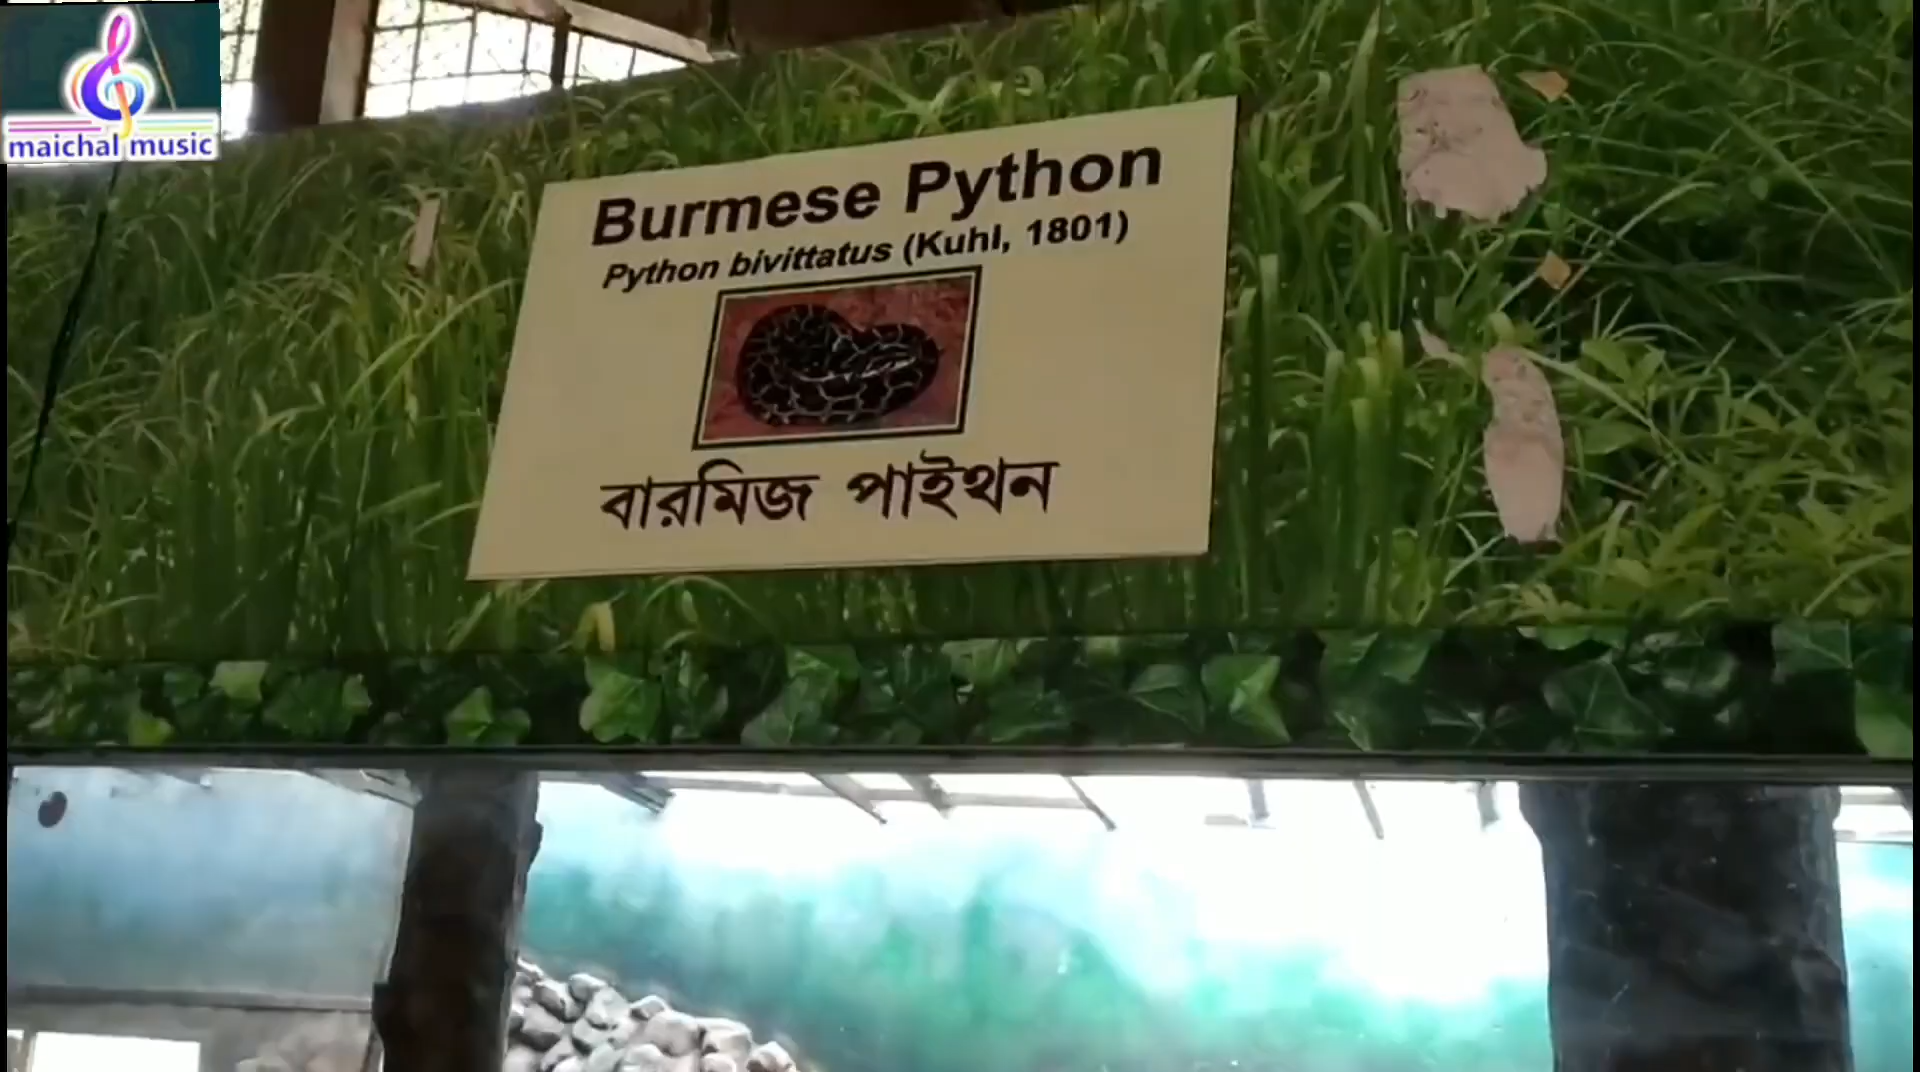 maichal music
Burmese Python
Python bivittatus (Kuhl, 1801)
বারমিজ পাইথন